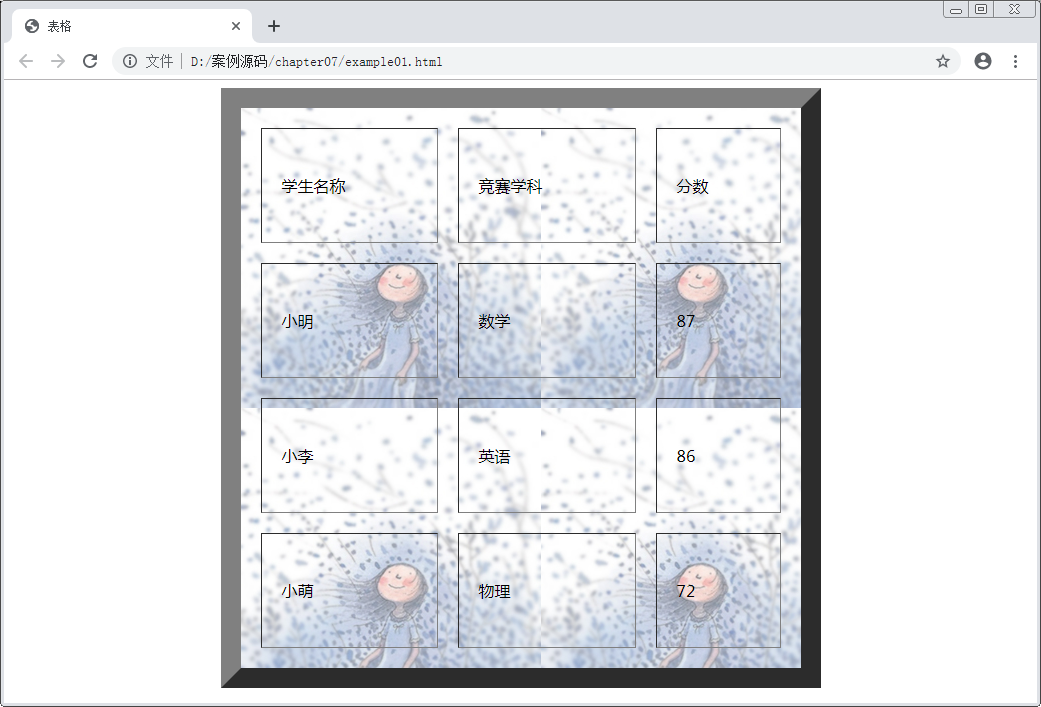 表格
文件 D:/案例源码/chapter07/example01.html
学生名称 竞赛学科 分数
小明 数学 87
小李 英语 86
小萌 物理 72